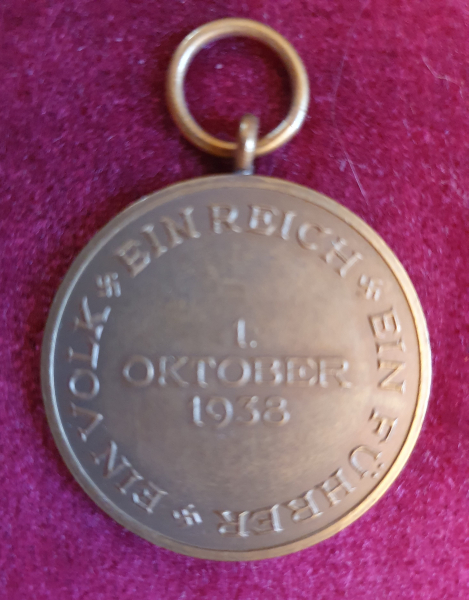 EIN VOLK EIN REICH EIN FÜHRER
1.
OKTOBER
1938